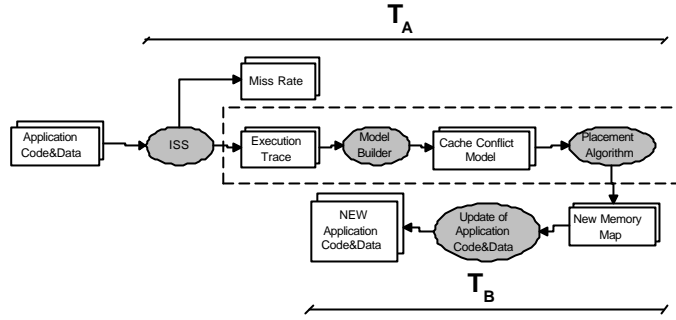 T_A
Miss Rate
Application
Code&Data
ISS
Execution
Trace
Model
Builder
Cache Conflict
Model
Placement
Algorithm
NEW
Application
Code&Data
Update of
Application
Code&Data
New Memory
Map
T_B